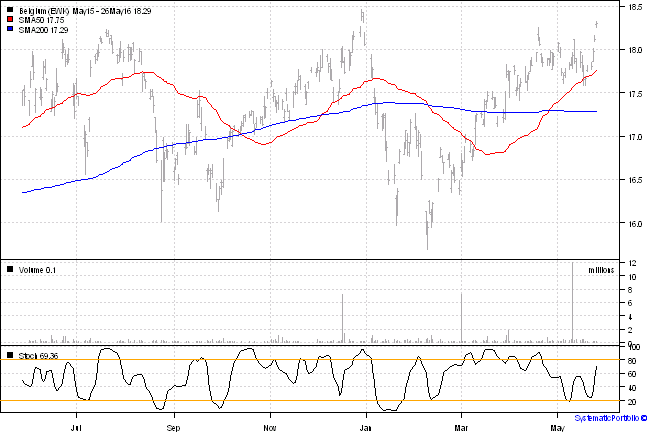 Belgium (EWK) May15 - 26May16 18.29
SMA50 17.75
SMA200 17.29
18.5
18.0
17.5
17.0
16.5
16.0
Volume 0.1
millions
12
10
8
6
4
2
0
Stoch 69.36
100
80
60
40
20
Jul
Sep
Nov
Jan
Mar
May
SystematicPortfolio ©